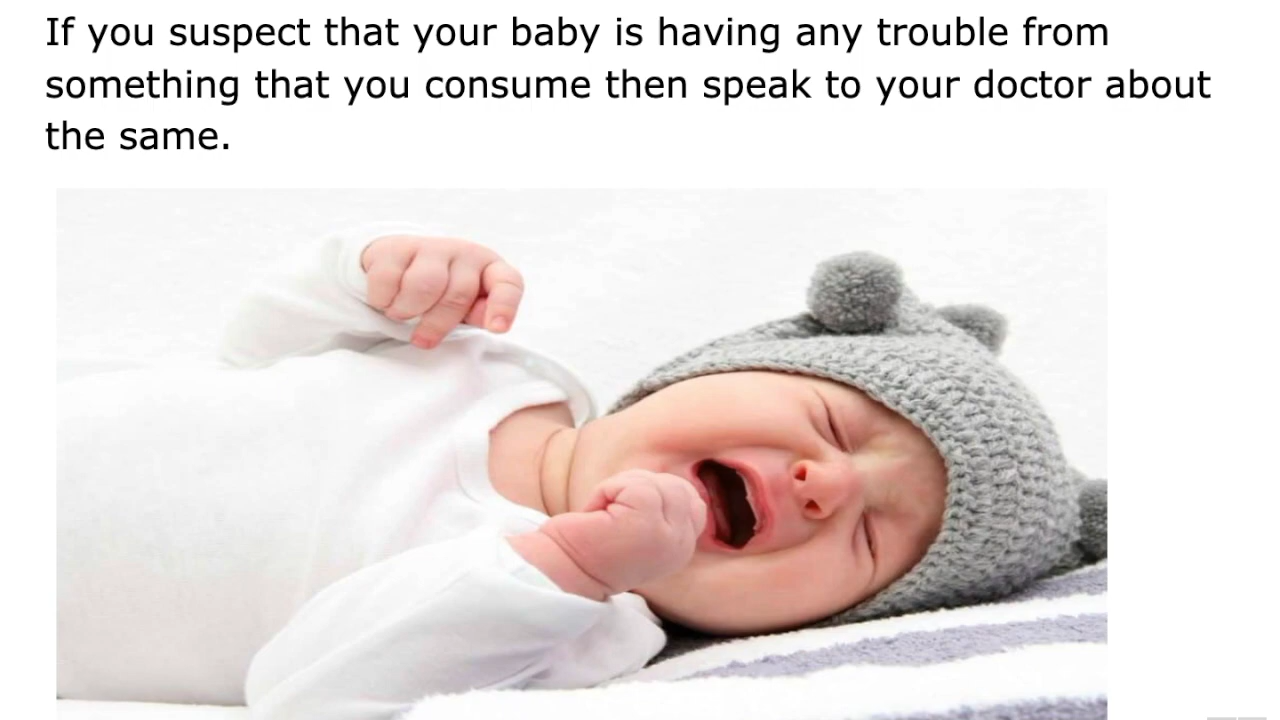 If you suspect that your baby is having any trouble from
something that you consume then speak to your doctor about
the same.